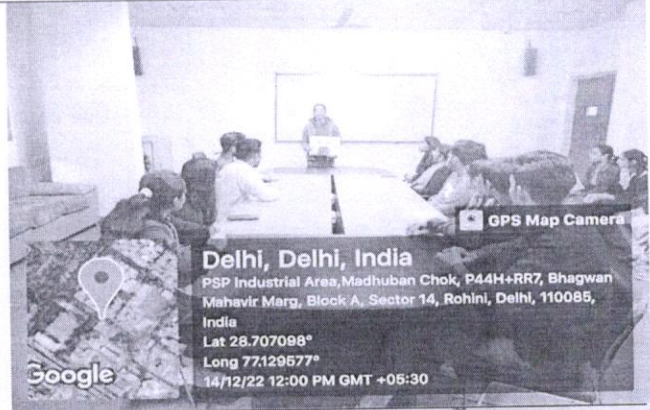 GPS Map Camera
Delhi, Delhi, India
PSP Industrial Area,Madhuban Chok, P44H+RR7, Bhagwan
Mahavir Marg, Block A, Sector 14, Rohini, Delhi, 110085,
India
Lat 28.707098°
Long 77.129577°
14/12/22 12:00 PM GMT +05:30
Google